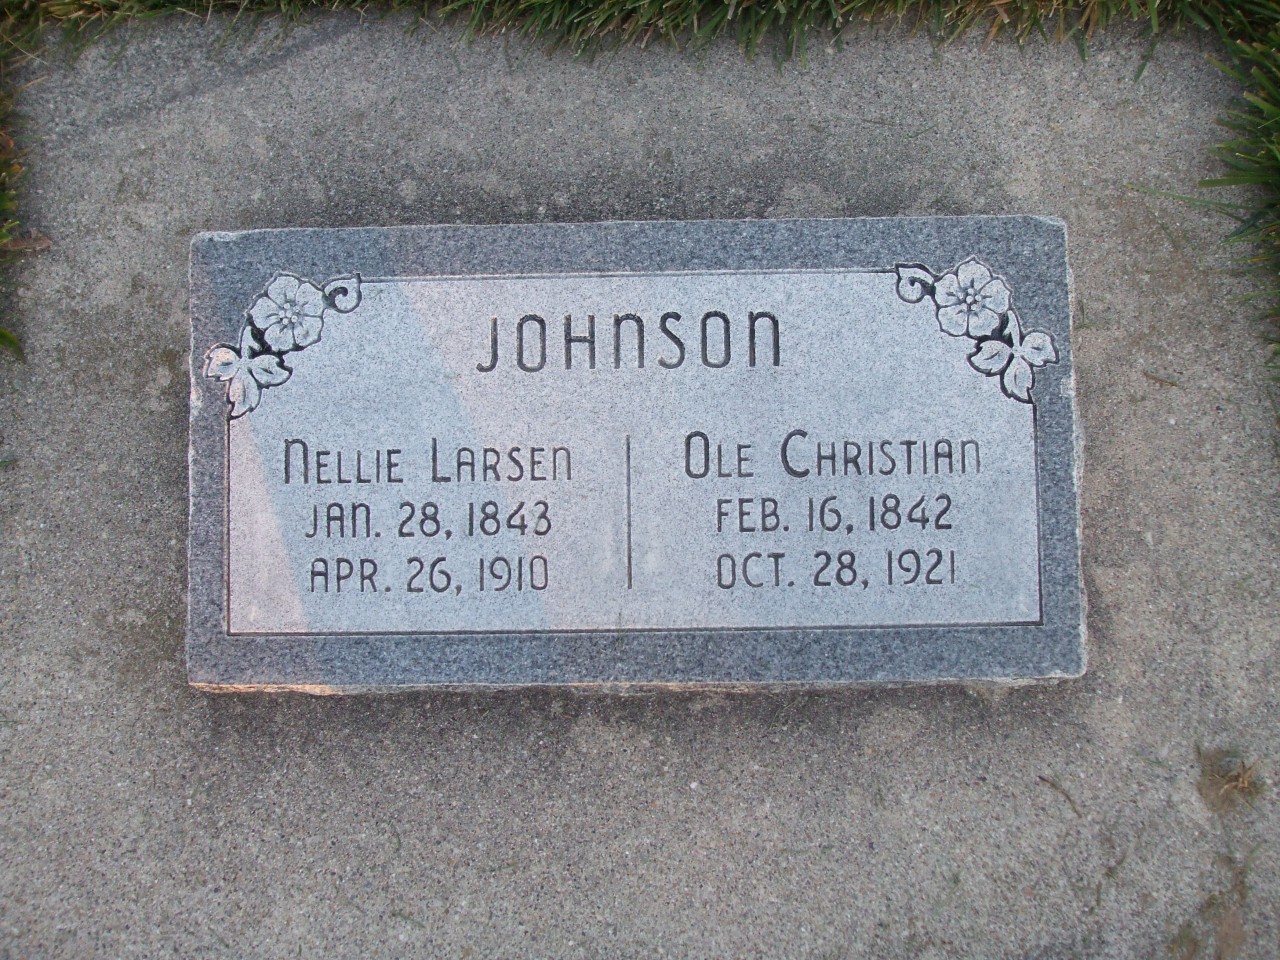 JOHNSON
NELLIE LARSEN
JAN. 28, 1843
APR. 26, 1910
OLE CHRISTIAN
FEB. 16, 1842
OCT. 28, 1921